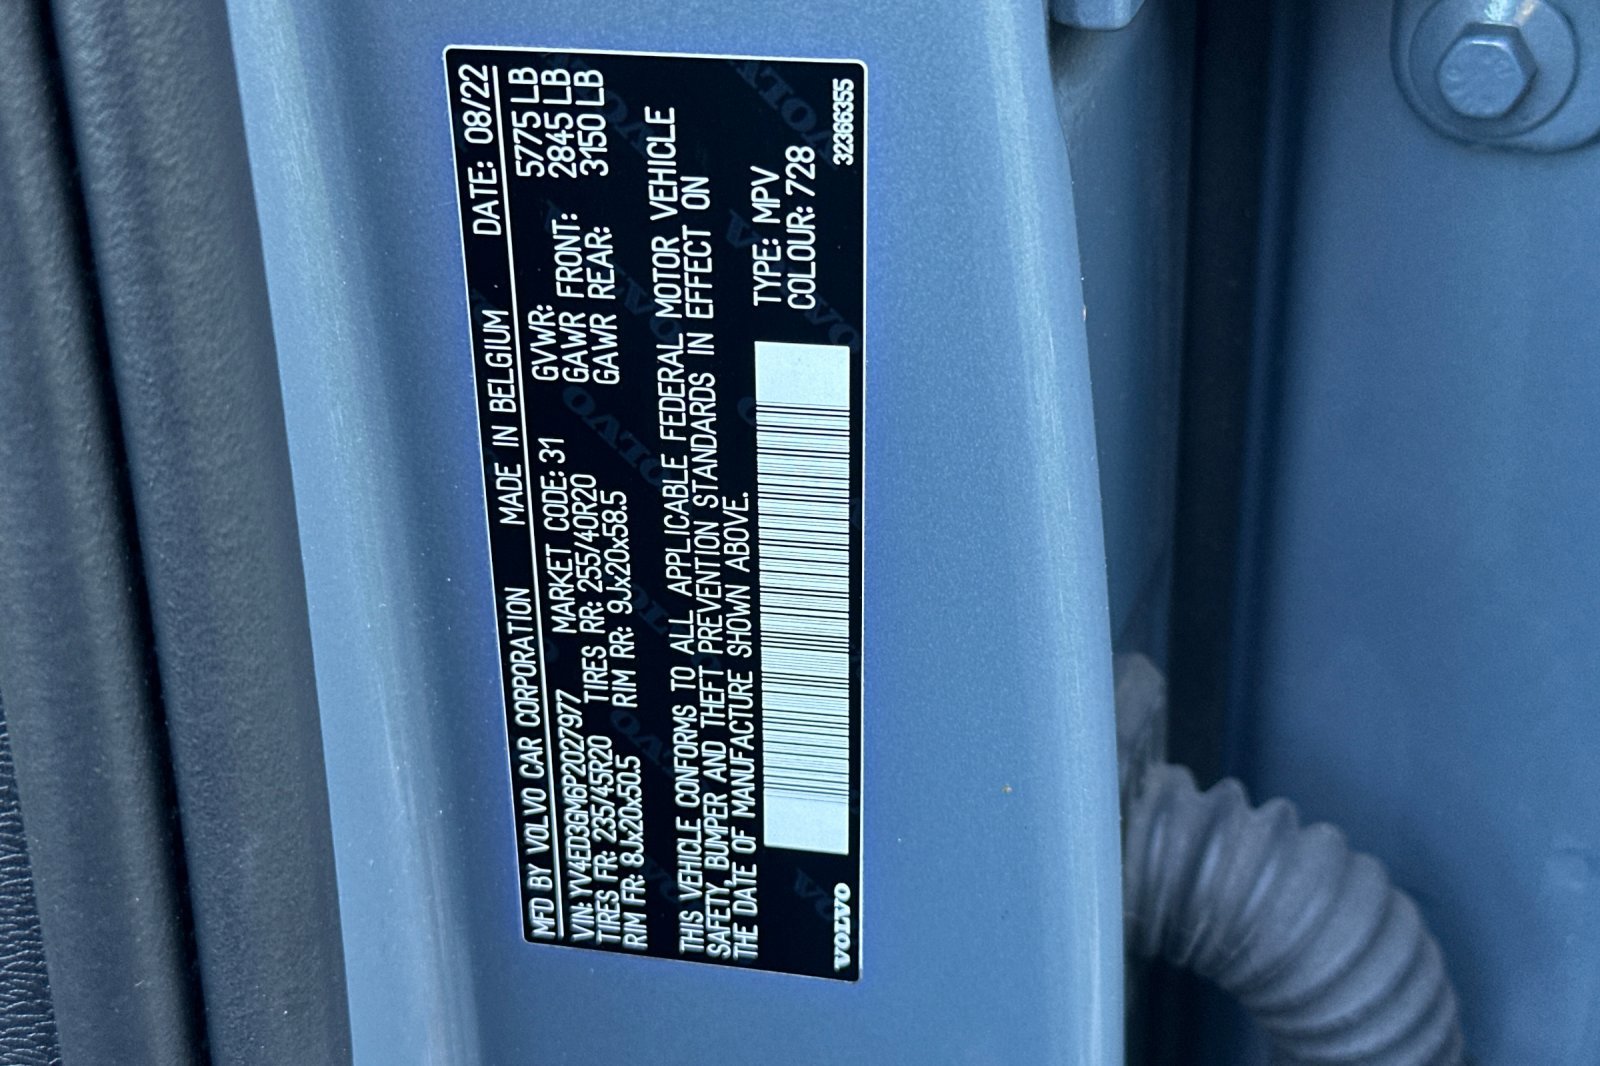 MFD BY VOLVO CAR CORPORATION MADE IN BELGIUM DATE: 08/22
VIN: YV4ED3GM6P2027977 MARKET CODE: 31 GVWR: 5775 LB
TIRES FR: 235/45R20 TIRES RR: 255/40R20 GAWR FRONT: 2845 LB
RIM FR: 8Jx20x50.5 RIM RR: 9Jx20x58.5 GAWR REAR: 3150 LB
THIS VEHICLE CONFORMS TO ALL APPLICABLE FEDERAL MOTOR VEHICLE
SAFETY, BUMPER AND THEFT PREVENTION STANDARDS IN EFFECT ON
THE DATE OF MANUFACTURE SHOWN ABOVE.
TYPE: MPV
COLOUR: 728
VOLVO 32366355